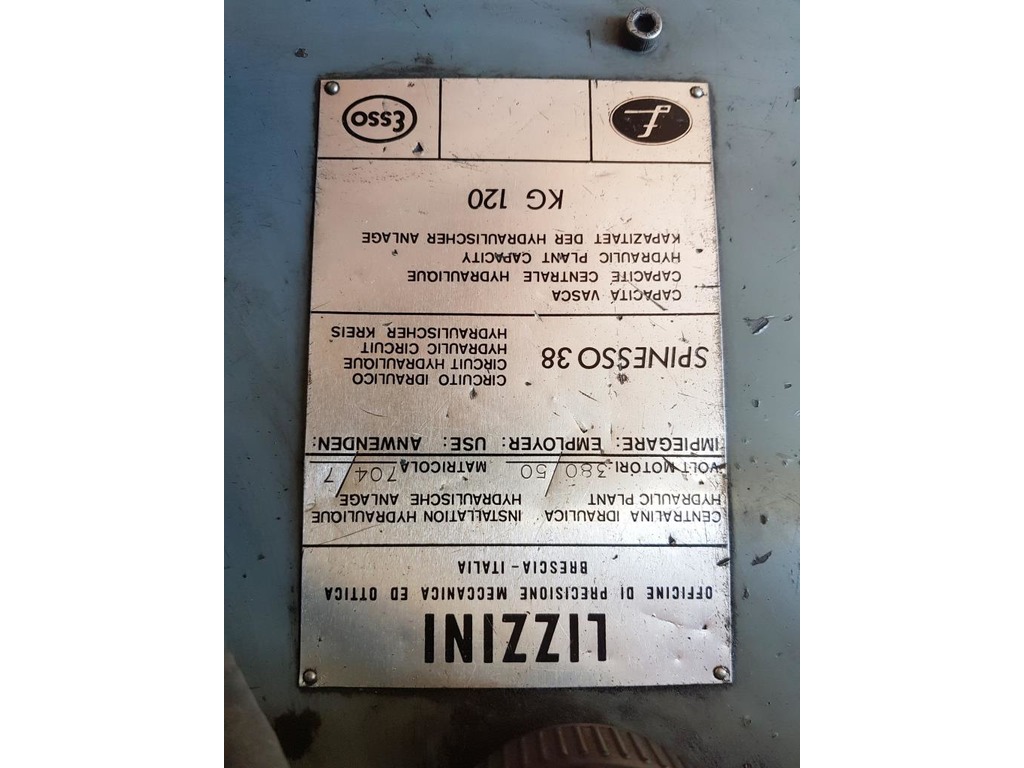 LIZZINI
OFFICINE DI PRECISIONE MECCANICA ED OTTICA
BRESCIA - ITALIA
CENTRALINA IDRAULICA
HYDRAULIC PLANT
INSTALLATION HYDRAULIQUE
HYDRAULISCHE ANLAGE
VOLT MOTORI: 380/50 MATRICOLA 704/7
IMPIEGARE: EMPLOYER: USE: ANWENDEN:
SPINESSO 38
CIRCUITO IDRAULICO
CIRCUIT HYDRAULIQUE
HYDRAULIC CIRCUIT
HYDRAULISCHER KREIS
CAPACITÁ VASCA
CAPACITE CENTRALE HYDRAULIQUE
HYDRAULIC PLANT CAPACITY
KAPAZITAET DER HYDRAULISCHER ANLAGE
KG 120
Esso